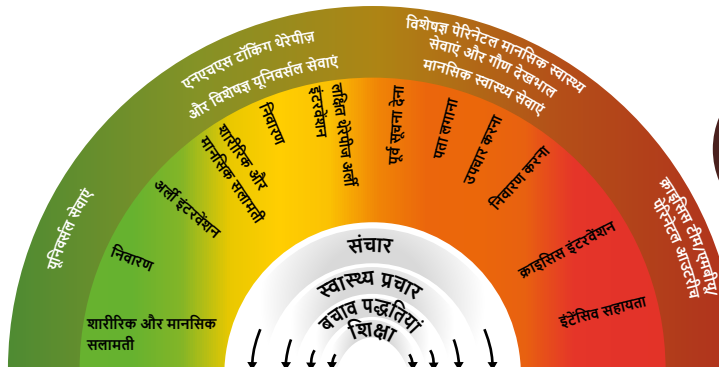 यूनिवर्सल सेवाएं
एनएचएस टॉकिंग थेरेपीज़
और विशेषज्ञ यूनिवर्सल सेवाएं
विशेषज्ञ पेरिनेटल मानसिक स्वास्थ्य
सेवाएं और गौण देखभाल
मानसिक स्वास्थ्य सेवाएं
क्राइसिस टीम/एमबीयू/
पेरिनेटल आउटरीच
शारीरिक और मानसिक
सलामती
निवारण
अर्ली इंटरवेंशन
शारीरिक और
मानसिक सलामती
निवारण
लक्षित थेरेपीज अर्ली
इंटरवेंशन
पूर्व सूचना देना
पता लगाना
उपचार करना
निवारण करना
क्राइसिस इंटरवेंशन
इंटेंसिव सहायता
संचार
स्वास्थ्य प्रचार
बचाव पद्धतियां
शिक्षा